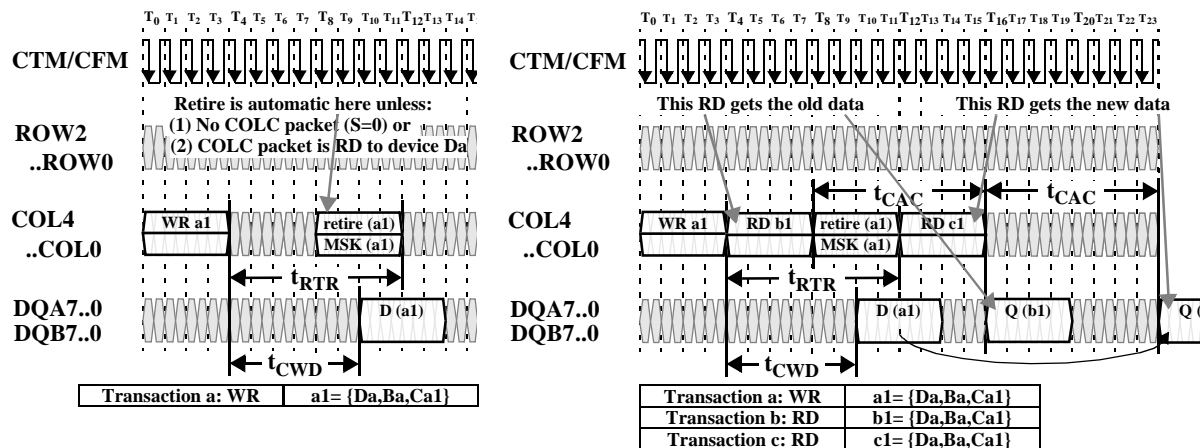 T0 T1 T2 T3 T4 T5 T6 T7 T8 T9 T10 T11 T12 T13 T14
CTM/CFM
Retire is automatic here unless:
(1) No COLC packet (S=0) or
(2) COLC packet is RD to device Da
ROW2
..ROW0
COL4
..COL0
WR a1
retire (a1)
MSK (a1)
tRTR
DQA7..0
DQB7..0
D (a1)
tCWD
Transaction a: WR a1= {Da,Ba,Ca1}
T0 T1 T2 T3 T4 T5 T6 T7 T8 T9 T10 T11 T12 T13 T14 T15 T16 T17 T18 T19 T20 T21 T22 T23
CTM/CFM
This RD gets the old data This RD gets the new data
ROW2
..ROW0
tCAC tCAC
COL4
..COL0
WR a1 RD b1 retire (a1) RD c1
MSK (a1)
tRTR
DQA7..0
DQB7..0
D (a1) Q (b1) Q (
tCWD
Transaction a: WR a1= {Da,Ba,Ca1}
Transaction b: RD b1= {Da,Ba,Ca1}
Transaction c: RD c1= {Da,Ba,Ca1}